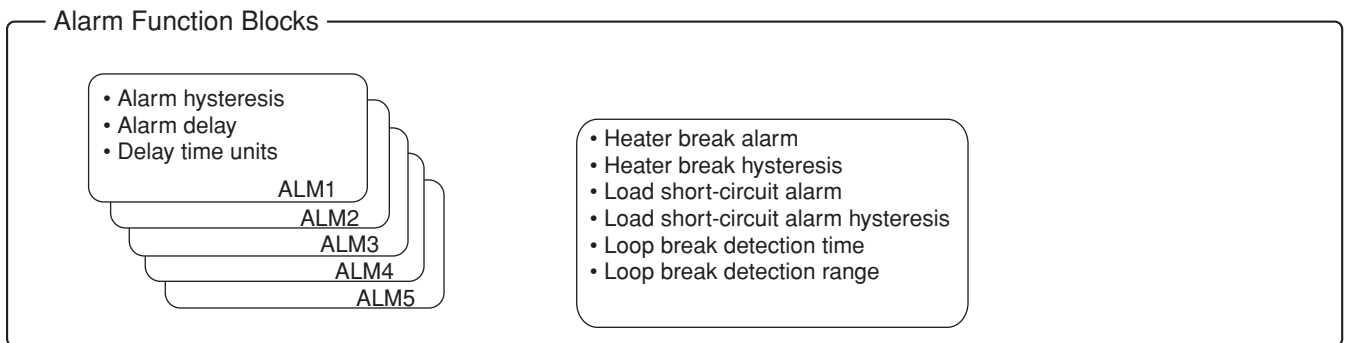 Alarm Function Blocks
• Alarm hysteresis
• Alarm delay
• Delay time units
ALM1
ALM2
ALM3
ALM4
ALM5
• Heater break alarm
• Heater break hysteresis
• Load short-circuit alarm
• Load short-circuit alarm hysteresis
• Loop break detection time
• Loop break detection range